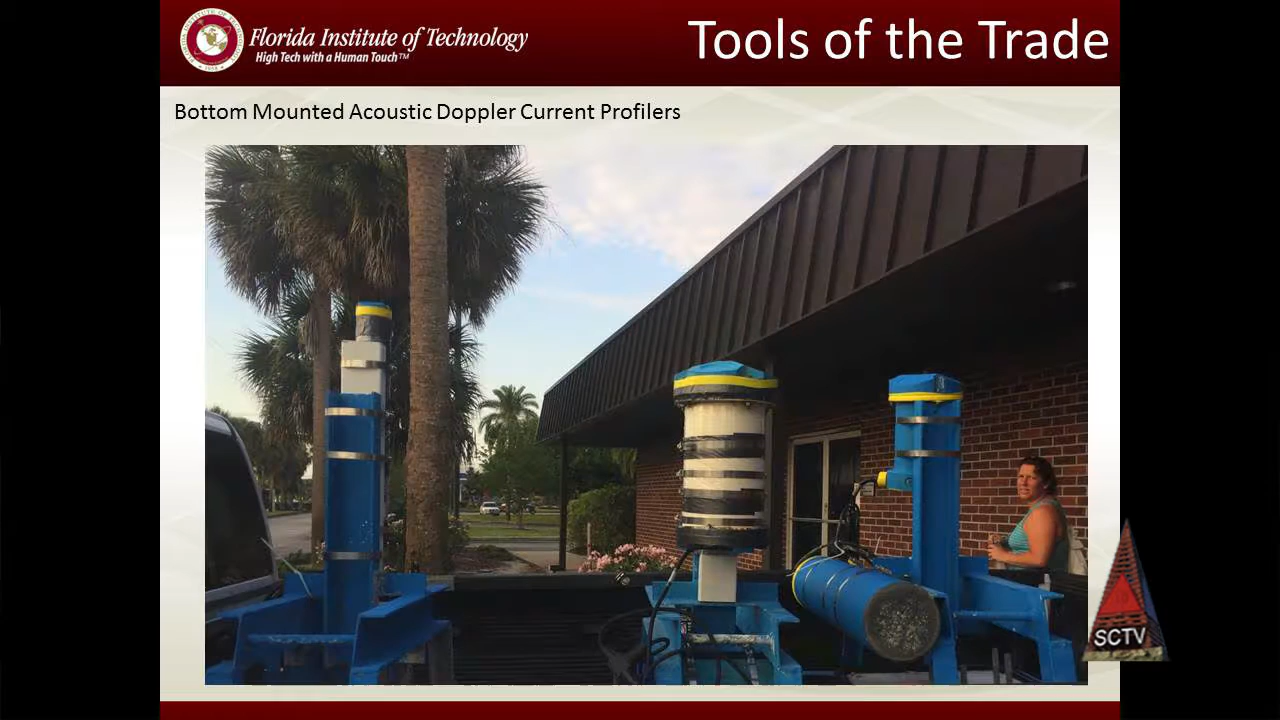 Florida Institute of Technology
High Tech with a Human Touch™
Tools of the Trade
Bottom Mounted Acoustic Doppler Current Profilers
SCTV